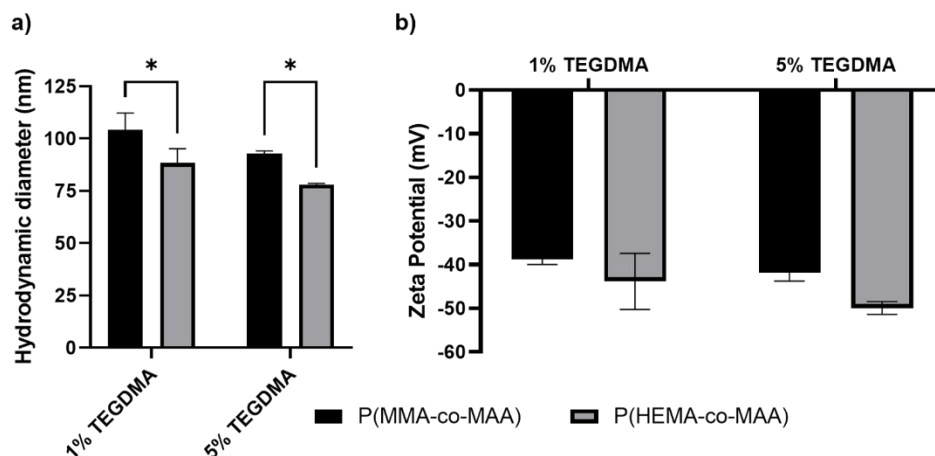 a)
Hydrodynamic diameter (nm)
125
100
75
50
25
0
*
*
1% TEGDMA
5% TEGDMA
b)
1% TEGDMA
5% TEGDMA
Zeta Potential (mV)
0
-10
-20
-30
-40
-50
-60
P(MMA-co-MAA)
P(HEMA-co-MAA)